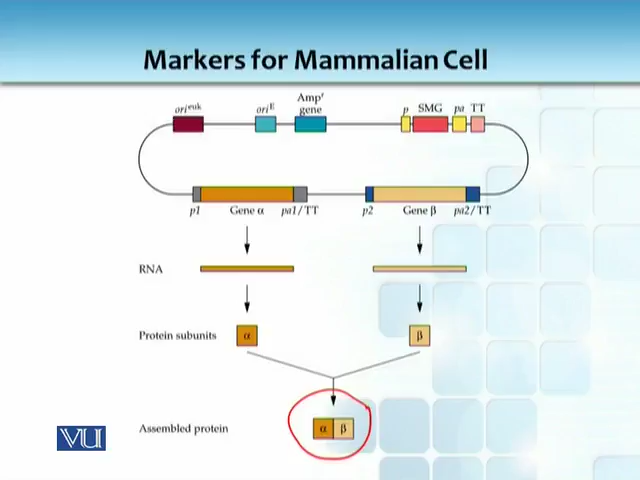 Markers for Mammalian Cell
ori^euk ori^E Amp^r gene p SMG pa TT
p1 Gene α pa1/TT p2 Gene β pa2/TT
RNA
Protein subunits α β
Assembled protein α β
VU